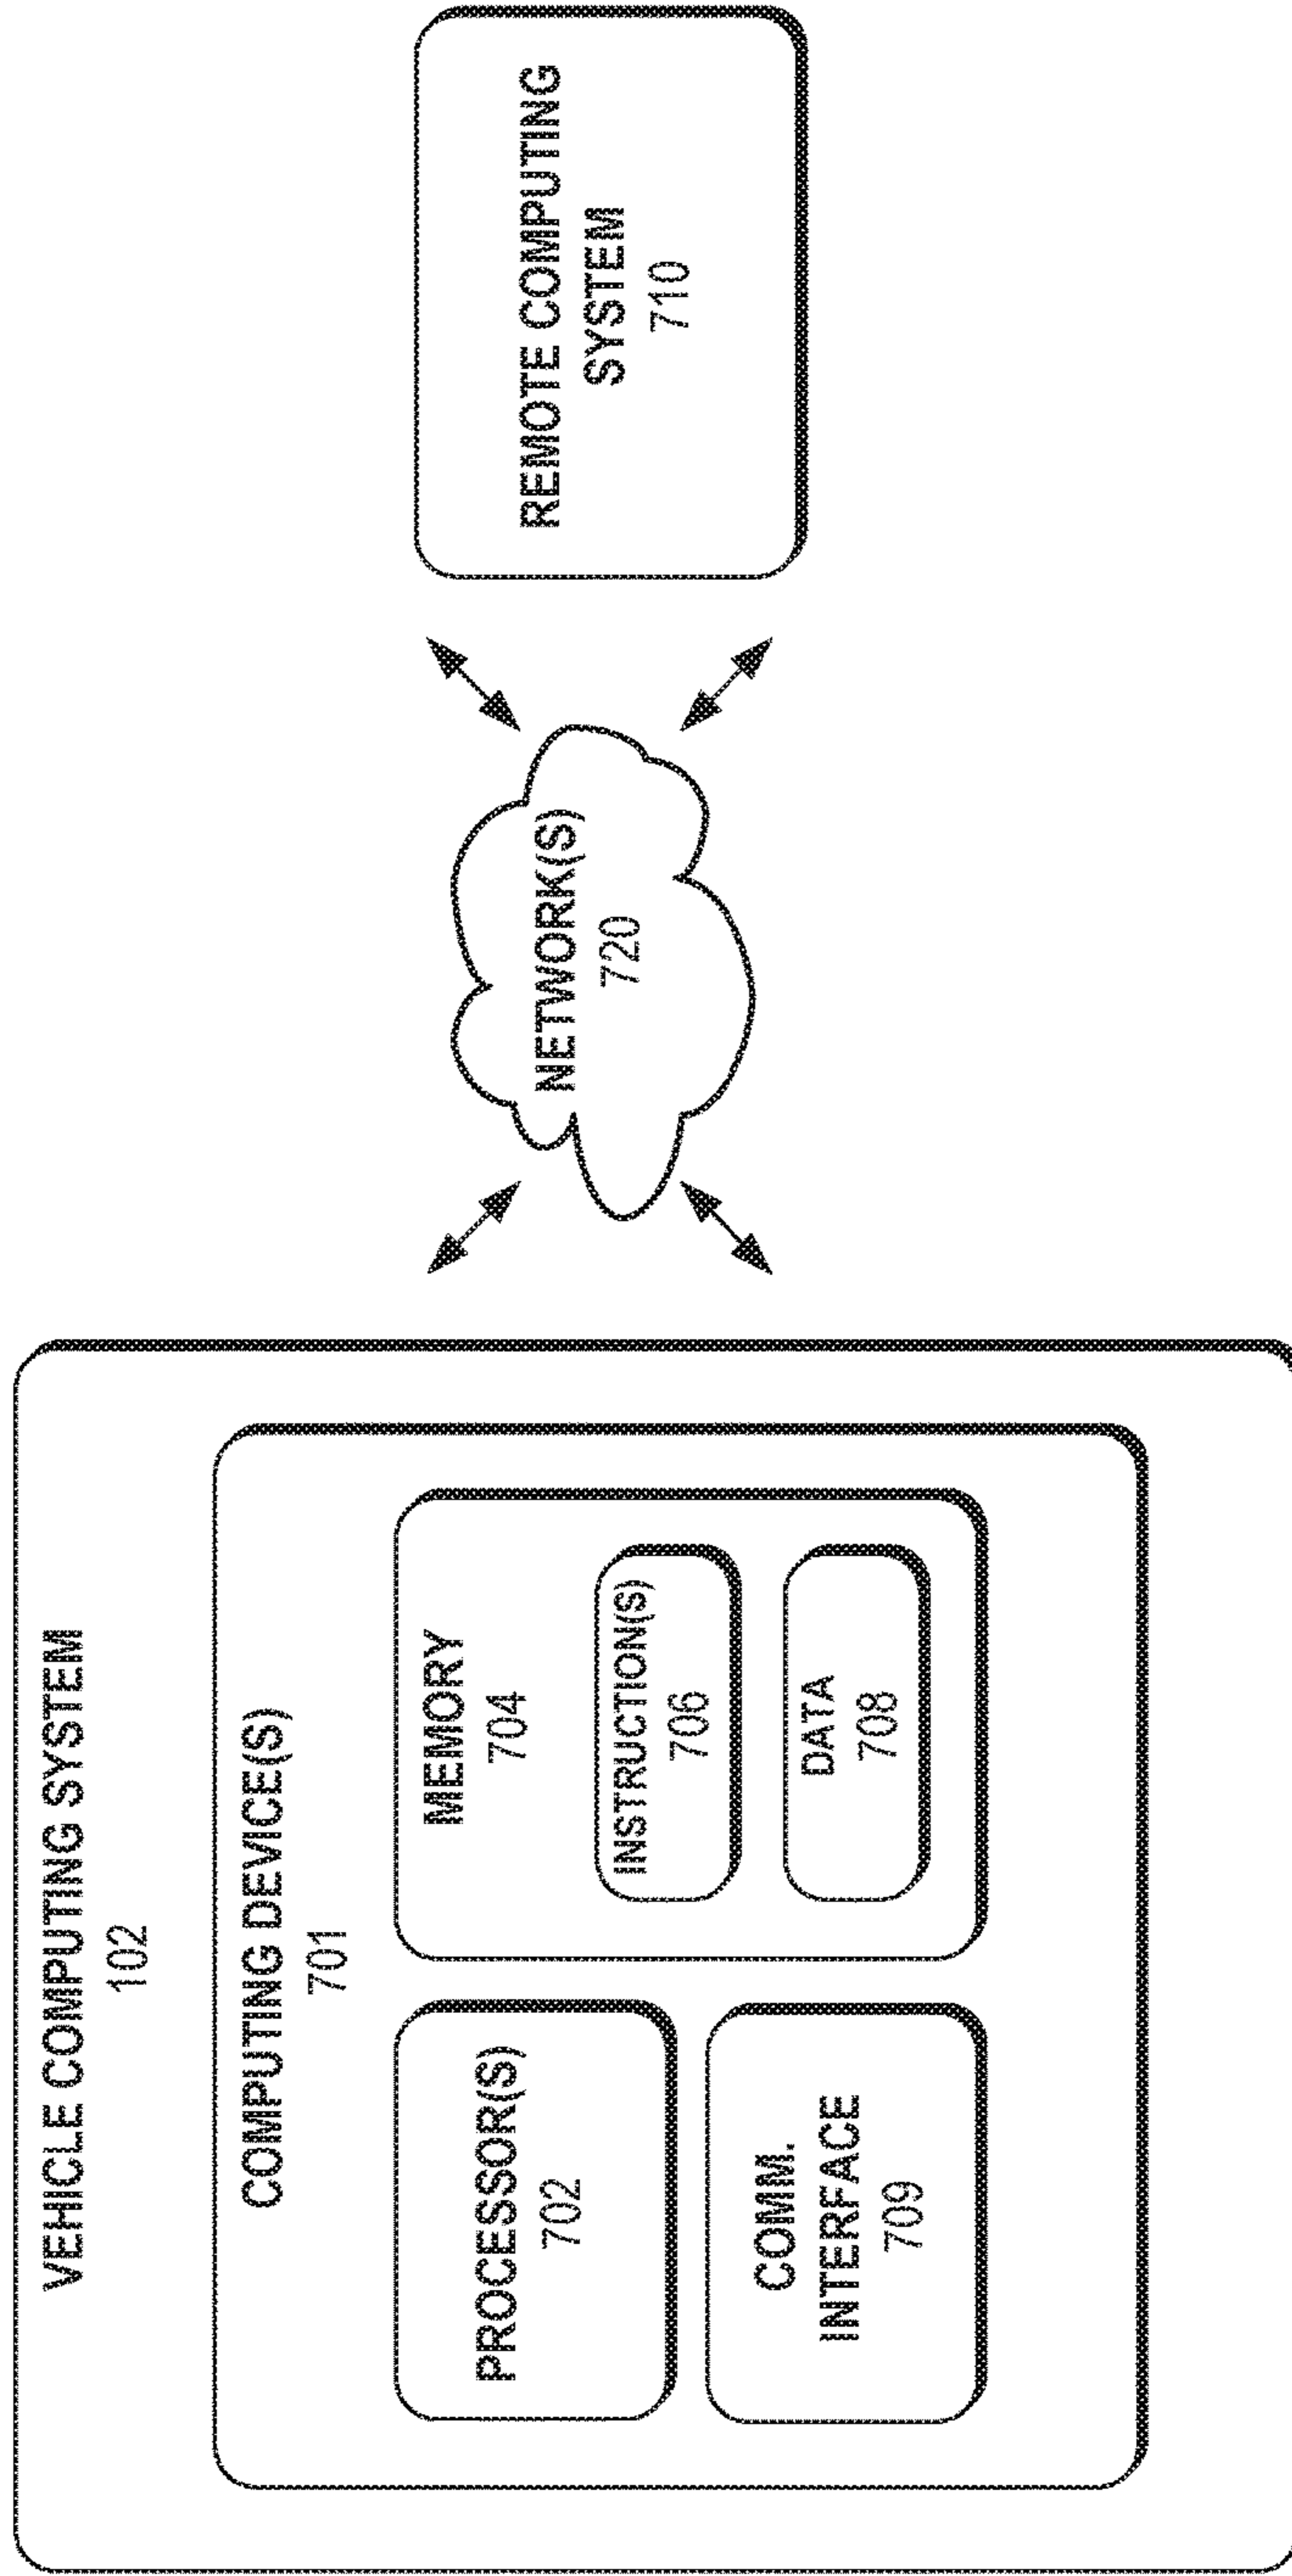 VEHICLE COMPUTING SYSTEM
102
COMPUTING DEVICE(S)
701
PROCESSOR(S)
702
COMM.
INTERFACE
709
MEMORY
704
INSTRUCTION(S)
706
DATA
708
NETWORK(S)
720
REMOTE COMPUTING
SYSTEM
710